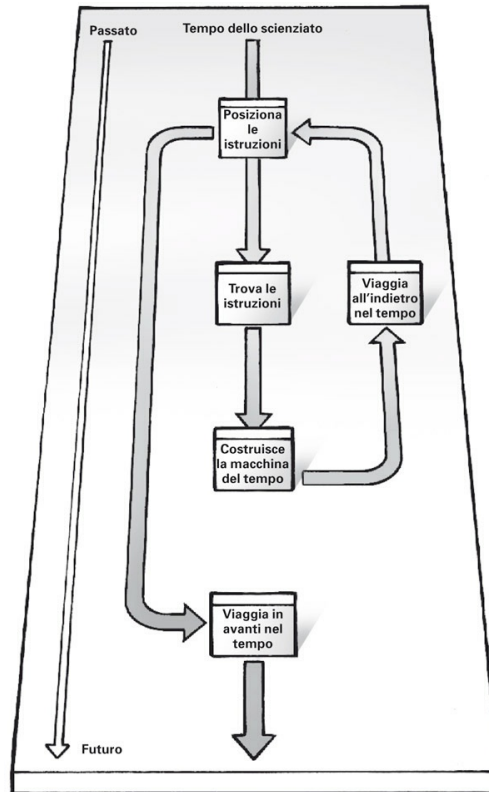 Passato
Tempo dello scienziato
Posiziona
le
istruzioni
Trova le
istruzioni
Viaggia
all'indietro
nel tempo
Costruisce
la macchina
del tempo
Viaggia in
avanti nel
tempo
Futuro